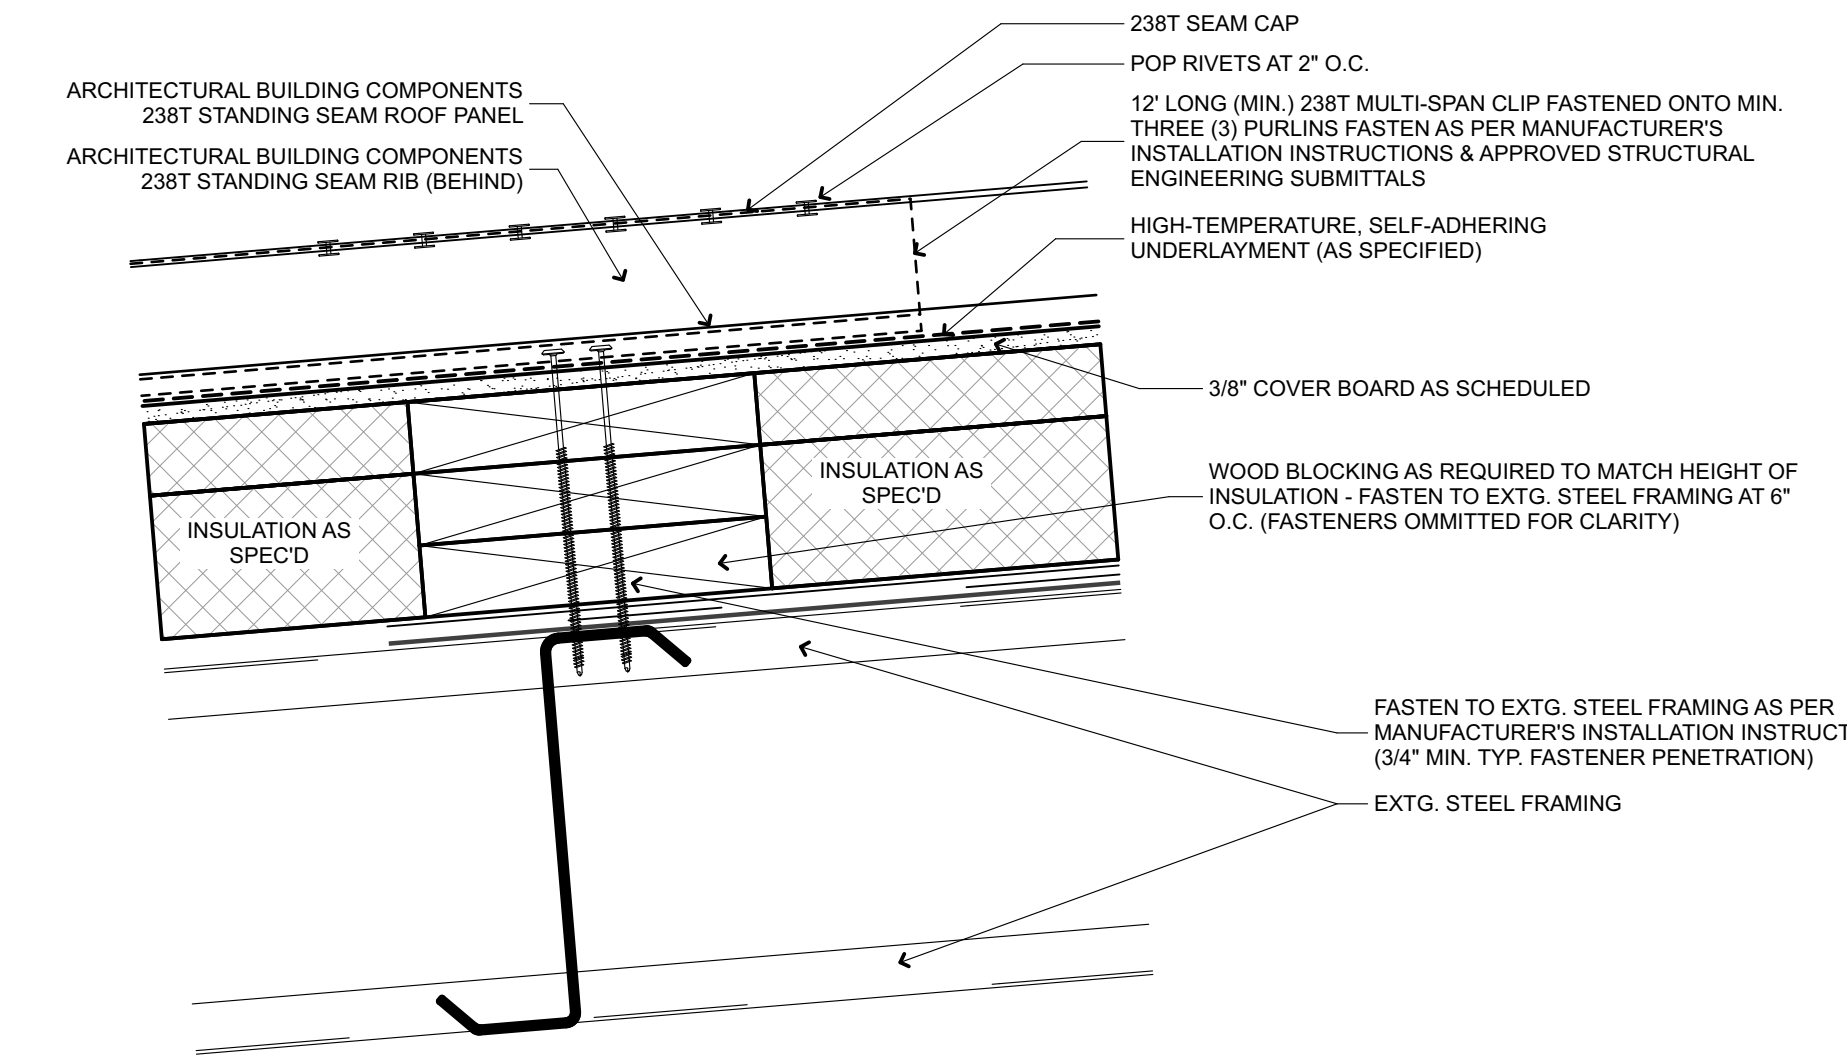 238T SEAM CAP
POP RIVETS AT 2" O.C.
ARCHITECTURAL BUILDING COMPONENTS
238T STANDING SEAM ROOF PANEL
12' LONG (MIN.) 238T MULTI-SPAN CLIP FASTENED ONTO MIN.
THREE (3) PURLINS FASTEN AS PER MANUFACTURER'S
INSTALLATION INSTRUCTIONS & APPROVED STRUCTURAL
ENGINEERING SUBMITTALS
ARCHITECTURAL BUILDING COMPONENTS
238T STANDING SEAM RIB (BEHIND)
HIGH-TEMPERATURE, SELF-ADHERING
UNDERLAYMENT (AS SPECIFIED)
3/8" COVER BOARD AS SCHEDULED
INSULATION AS
SPEC'D
WOOD BLOCKING AS REQUIRED TO MATCH HEIGHT OF
INSULATION - FASTEN TO EXTG. STEEL FRAMING AT 6"
O.C. (FASTENERS OMMITTED FOR CLARITY)
INSULATION AS
SPEC'D
FASTEN TO EXTG. STEEL FRAMING AS PER
MANUFACTURER'S INSTALLATION INSTRUCT
(3/4" MIN. TYP. FASTENER PENETRATION)
EXTG. STEEL FRAMING